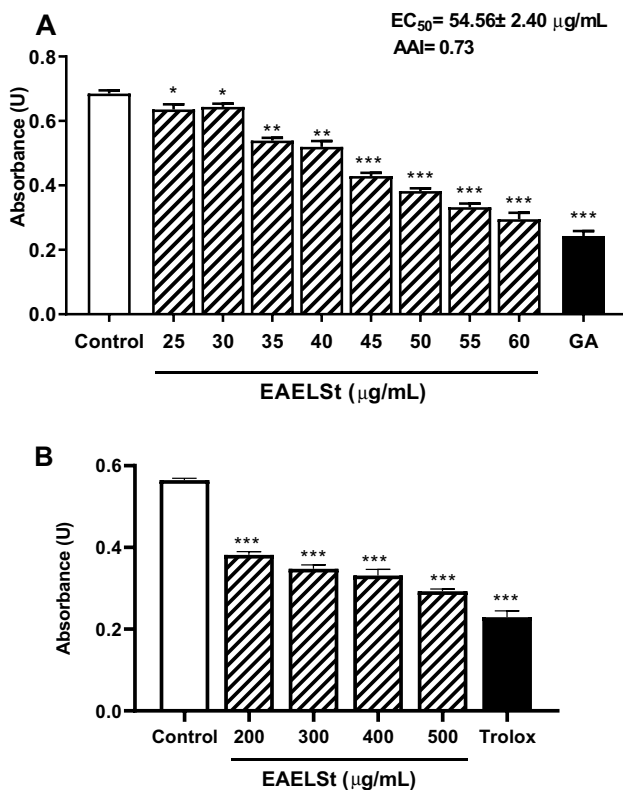 A
EC50= 54.56± 2.40 μg/mL
AAI= 0.73
Absorbance (U)
0.8
0.6
0.4
0.2
0.0
* * ** ** *** *** *** *** ***
Control 25 30 35 40 45 50 55 60 GA
EAELSt (μg/mL)
B
Absorbance (U)
0.6
0.4
0.2
0.0
*** *** *** *** ***
Control 200 300 400 500 Trolox
EAELSt (μg/mL)